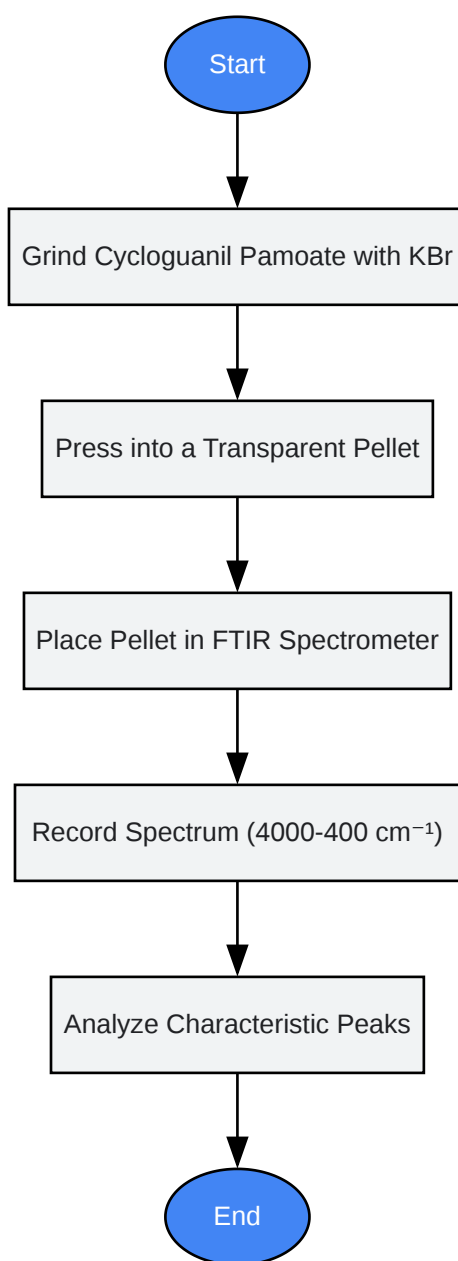 Start
Grind Cycloguanil Pamoate with KBr
Press into a Transparent Pellet
Place Pellet in FTIR Spectrometer
Record Spectrum (4000-400 cm⁻¹)
Analyze Characteristic Peaks
End